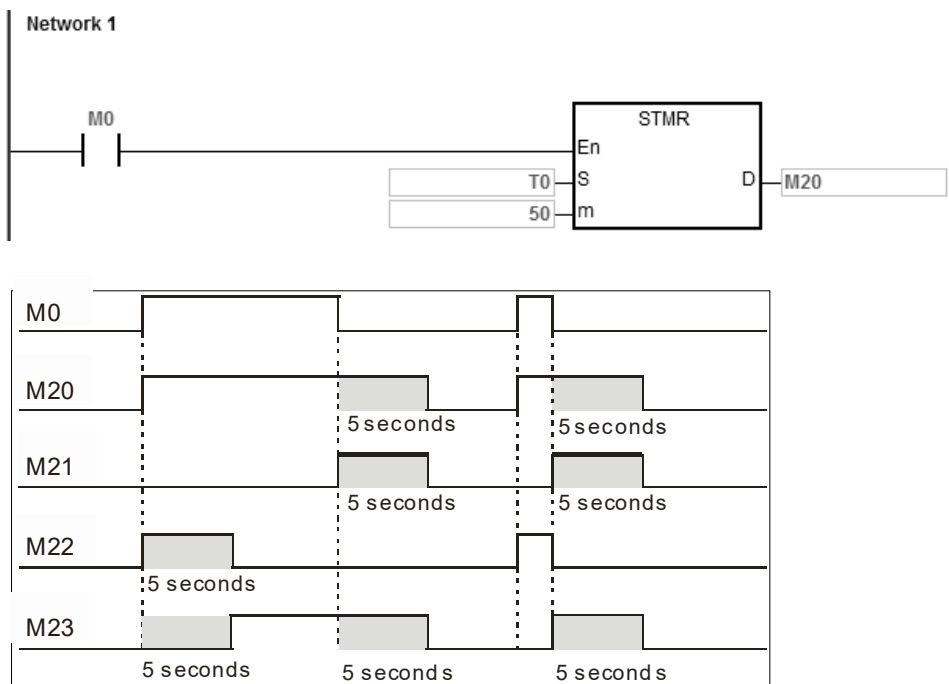 Network 1
M0
STMR
En
T0 S D M20
50 m
M0
M20
5 seconds 5 seconds
M21
5 seconds 5 seconds
M22
5 seconds
M23
5 seconds 5 seconds 5 seconds